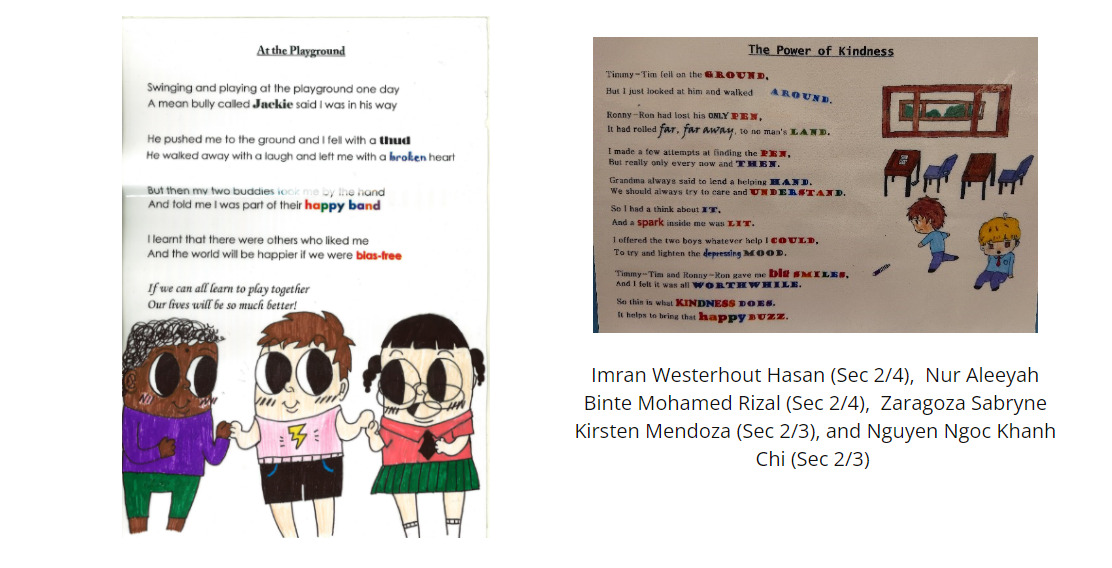 At the Playground
Swinging and playing at the playground one day
A mean bully called Jackie said I was in his way
He pushed me to the ground and I fell with a thud
He walked away with a laugh and left me with a broken heart
But then my two buddies took me by the hand
And told me I was part of their happy band
I learnt that there were others who liked me
And the world will be happier if we were bias-free
If we can all learn to play together
Our lives will be so much better!
The Power of Kindness
Timmy-Tim fell on the GROUND,
But I just looked at him and walked AROUND.
Ronny-Ron had lost his ONLY PEN,
It had rolled far, far away, to no man's LAND.
I made a few attempts at finding the PEN,
But really only every now and THEN.
Grandma always said to lend a helping HAND.
We should always try to care and UNDERSTAND.
So I had a think about IT,
And a spark inside me was LIT.
I offered the two boys whatever help I COULD,
To try and lighten the depressing MOOD.
Timmy-Tim and Ronny-Ron gave me big SMILES,
And I felt it was all WORTHWHILE.
So this is what KINDNESS DOES.
It helps to bring that happy BUZZ.
Imran Westerhout Hasan (Sec 2/4), Nur Aleeyah
Binte Mohamed Rizal (Sec 2/4), Zaragoza Sabryne
Kirsten Mendoza (Sec 2/3), and Nguyen Ngoc Khanh
Chi (Sec 2/3)